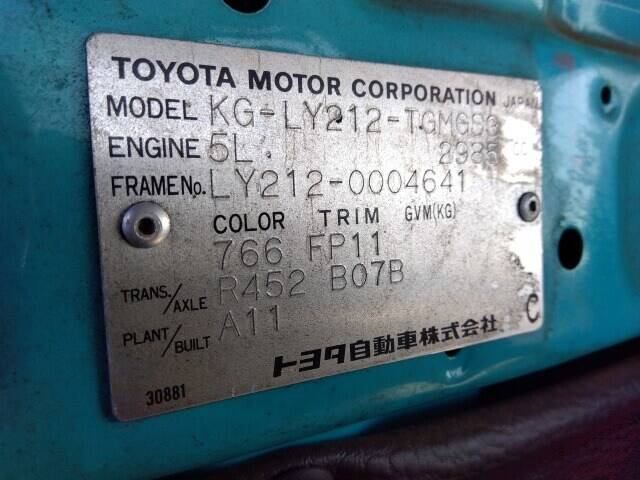 TOYOTA MOTOR CORPORATION JAPAN
MODEL KG-LY212-TGMGS3
ENGINE 5L 2985 CC
FRAME No. LY212-0004641
COLOR TRIM GVM(KG)
766 FP11
TRANS./AXLE R452 B07B
PLANT/BUILT A11
トヨタ自動車株式会社
C
30881